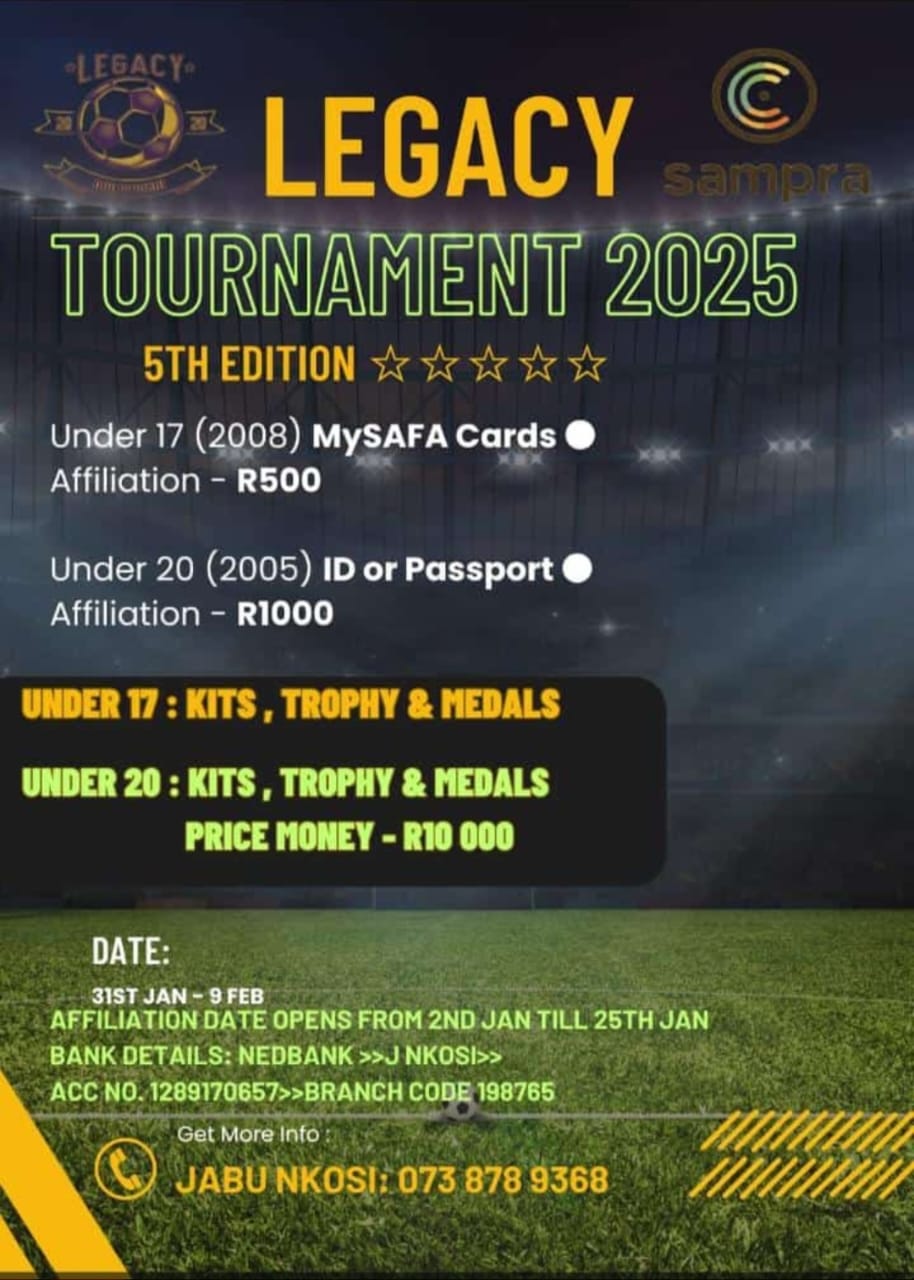 LEGACY
20 20
LEGACY
sampra
TOURNAMENT 2025
5TH EDITION ☆☆☆☆☆
Under 17 (2008) MySAFA Cards
Affiliation - R500
Under 20 (2005) ID or Passport
Affiliation - R1000
UNDER 17 : KITS , TROPHY & MEDALS
UNDER 20 : KITS , TROPHY & MEDALS
PRICE MONEY - R10 000
DATE:
31ST JAN - 9 FEB
AFFILIATION DATE OPENS FROM 2ND JAN TILL 25TH JAN
BANK DETAILS: NEDBANK >>J NKOSI>>
ACC NO. 1289170657>>BRANCH CODE 198765
Get More Info :
JABU NKOSI: 073 878 9368